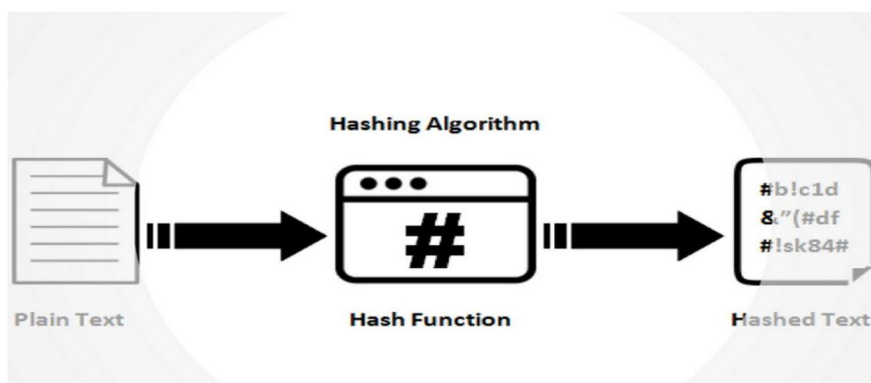 Hashing Algorithm
#
#b!c1d
&”(#df
#!sk84#
Plain Text
Hash Function
Hashed Text